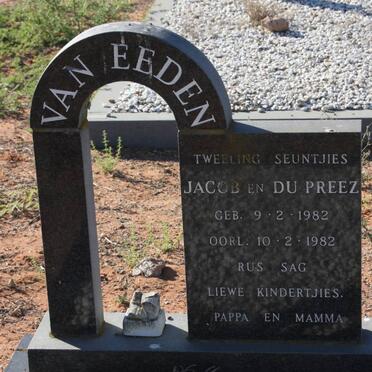 VAN EEDEN
TWEELING SEUNTJIES
JACOB EN DU PREEZ
GEB. 9·2·1982
OORL. 10·2·1982
RUS SAG
LIEWE KINDERTJIES.
PAPPA EN MAMMA